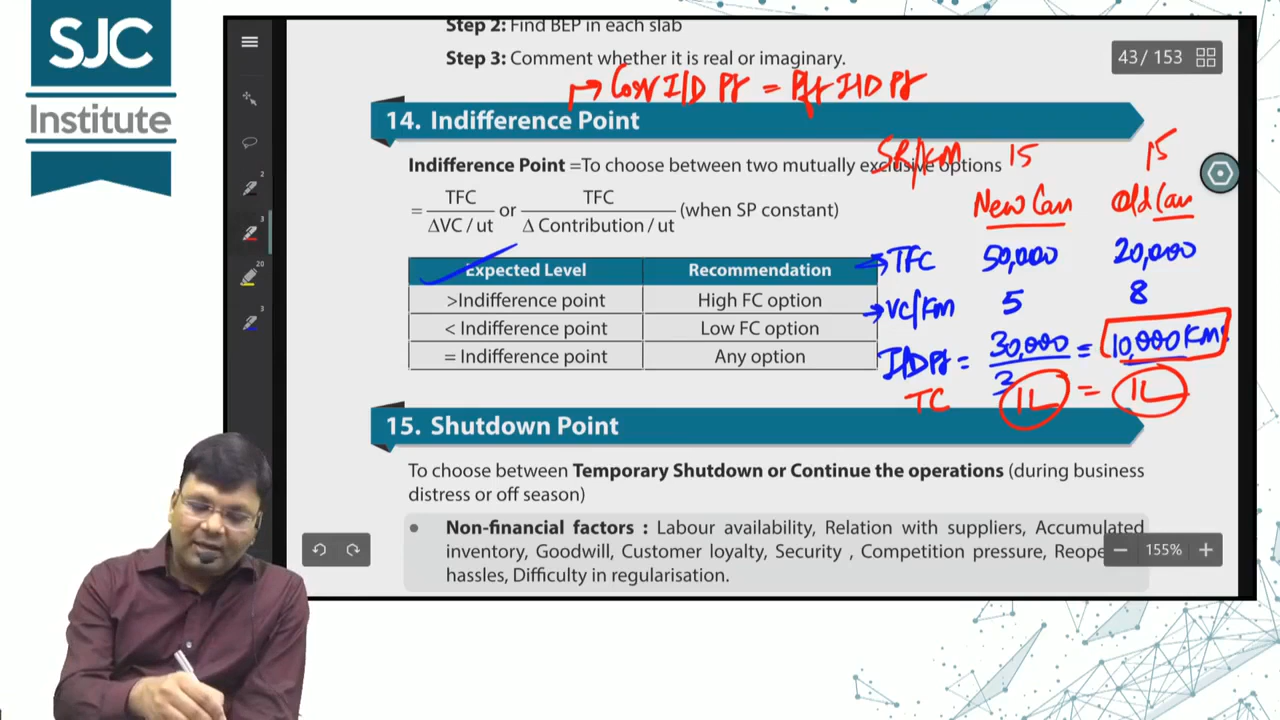 SJC
Institute
Step 2: Find BEP in each slab
Step 3: Comment whether it is real or imaginary.
43 / 153
Cost I/D Pt = Pft I/D Pt
14. Indifference Point
Indifference Point =To choose between two mutually exclusive options
= TFC / ΔVC / ut or TFC / Δ Contribution / ut (when SP constant)
Expected Level Recommendation
>Indifference point High FC option
< Indifference point Low FC option
= Indifference point Any option
SP/KM 15 15
New Car Old Car
TFC 50,000 20,000
VC/KM 5 8
I/D Pt = 30,000 / 3 = 10,000 KMs
TC 1L = 1L
15. Shutdown Point
To choose between Temporary Shutdown or Continue the operations (during business
distress or off season)
● Non-financial factors : Labour availability, Relation with suppliers, Accumulated
inventory, Goodwill, Customer loyalty, Security , Competition pressure,
hassles, Difficulty in regularisation.
155%
2
3
20
3